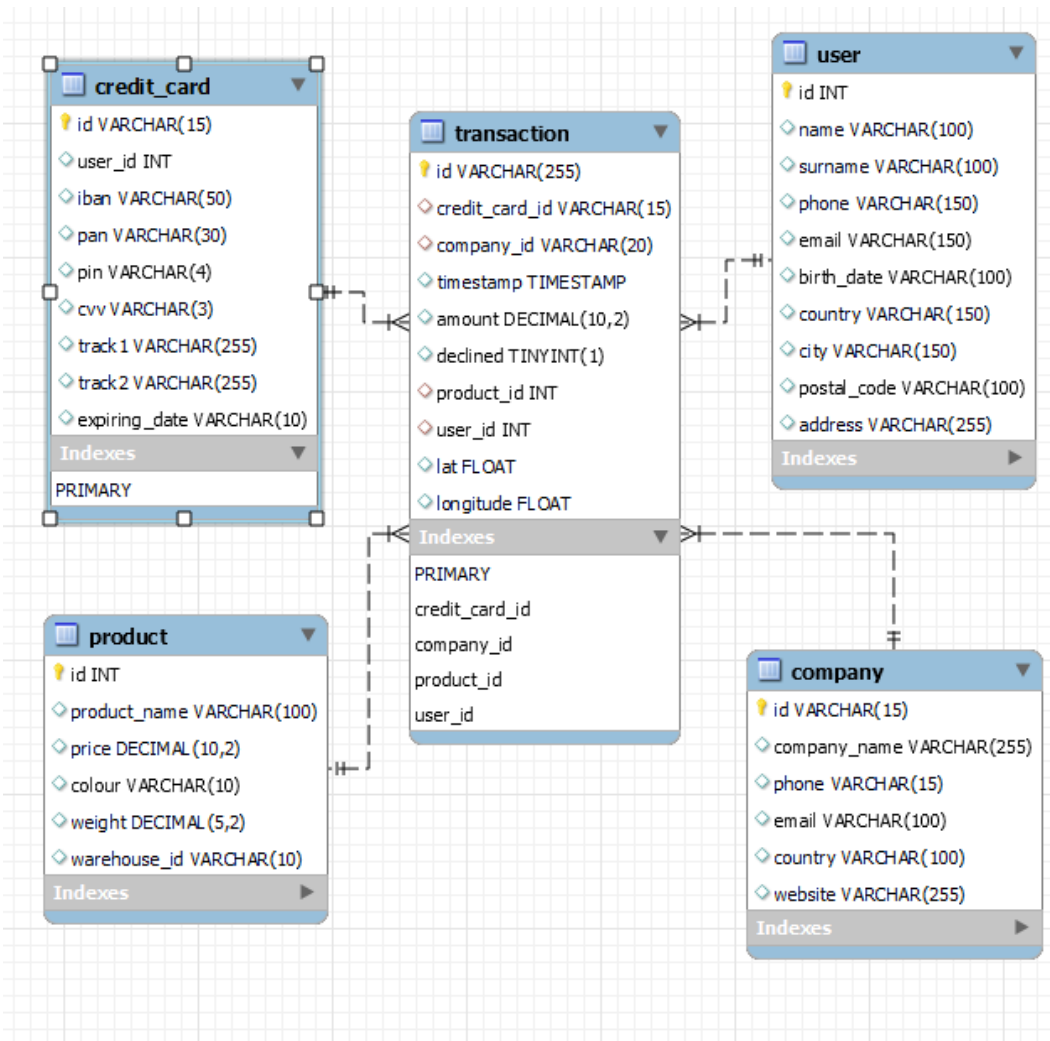 credit_card
id VARCHAR(15)
user_id INT
iban VARCHAR(50)
pan VARCHAR(30)
pin VARCHAR(4)
cvv VARCHAR(3)
track1 VARCHAR(255)
track2 VARCHAR(255)
expiring_date VARCHAR(10)
Indexes
PRIMARY
transaction
id VARCHAR(255)
credit_card_id VARCHAR(15)
company_id VARCHAR(20)
timestamp TIMESTAMP
amount DECIMAL(10,2)
declined TINYINT(1)
product_id INT
user_id INT
lat FLOAT
longitude FLOAT
Indexes
PRIMARY
credit_card_id
company_id
product_id
user_id
user
id INT
name VARCHAR(100)
surname VARCHAR(100)
phone VARCHAR(150)
email VARCHAR(150)
birth_date VARCHAR(100)
country VARCHAR(150)
city VARCHAR(150)
postal_code VARCHAR(100)
address VARCHAR(255)
Indexes
product
id INT
product_name VARCHAR(100)
price DECIMAL(10,2)
colour VARCHAR(10)
weight DECIMAL(5,2)
warehouse_id VARCHAR(10)
Indexes
company
id VARCHAR(15)
company_name VARCHAR(255)
phone VARCHAR(15)
email VARCHAR(100)
country VARCHAR(100)
website VARCHAR(255)
Indexes